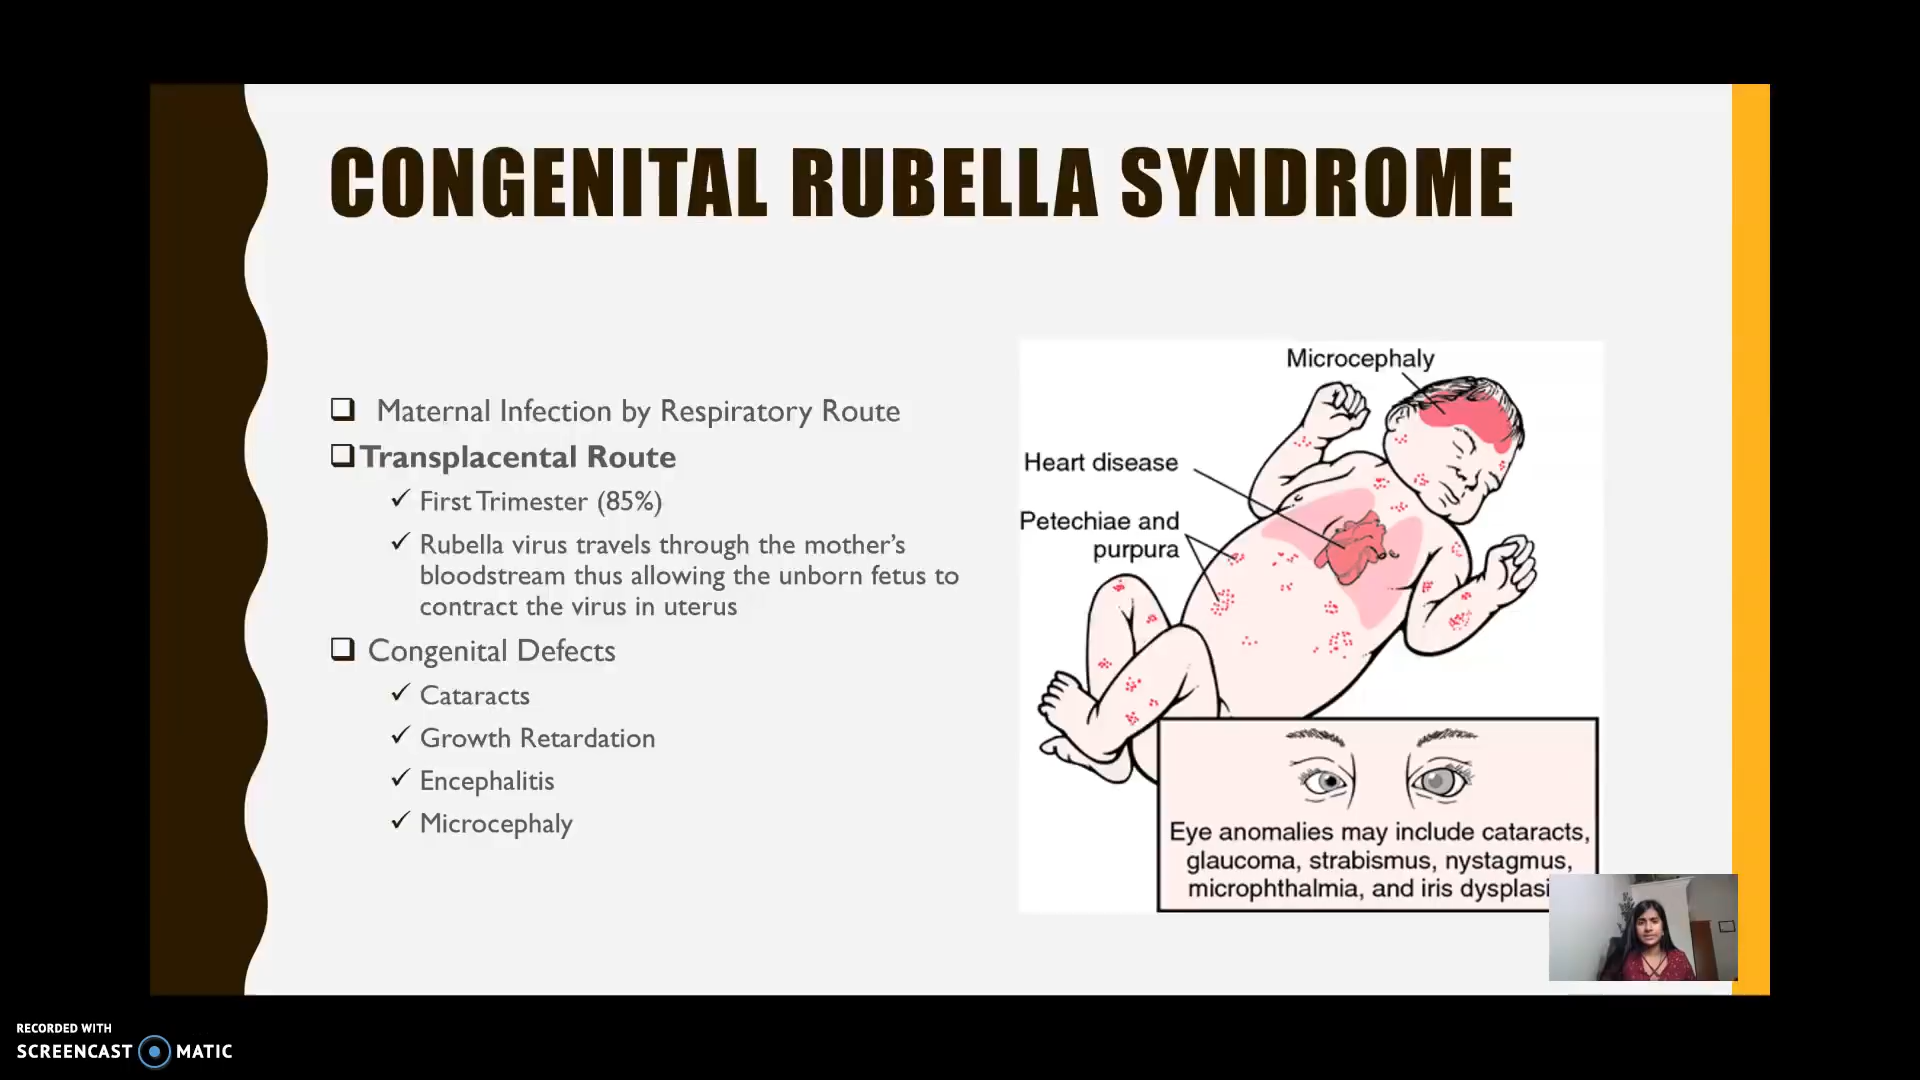 CONGENITAL RUBELLA SYNDROME
Maternal Infection by Respiratory Route
Transplacental Route
First Trimester (85%)
Rubella virus travels through the mother's
bloodstream thus allowing the unborn fetus to
contract the virus in uterus
Congenital Defects
Cataracts
Growth Retardation
Encephalitis
Microcephaly
Microcephaly
Heart disease
Petechiae and
purpura
Eye anomalies may include cataracts,
glaucoma, strabismus, nystagmus,
microphthalmia, and iris
RECORDED WITH
SCREENCAST MATIC